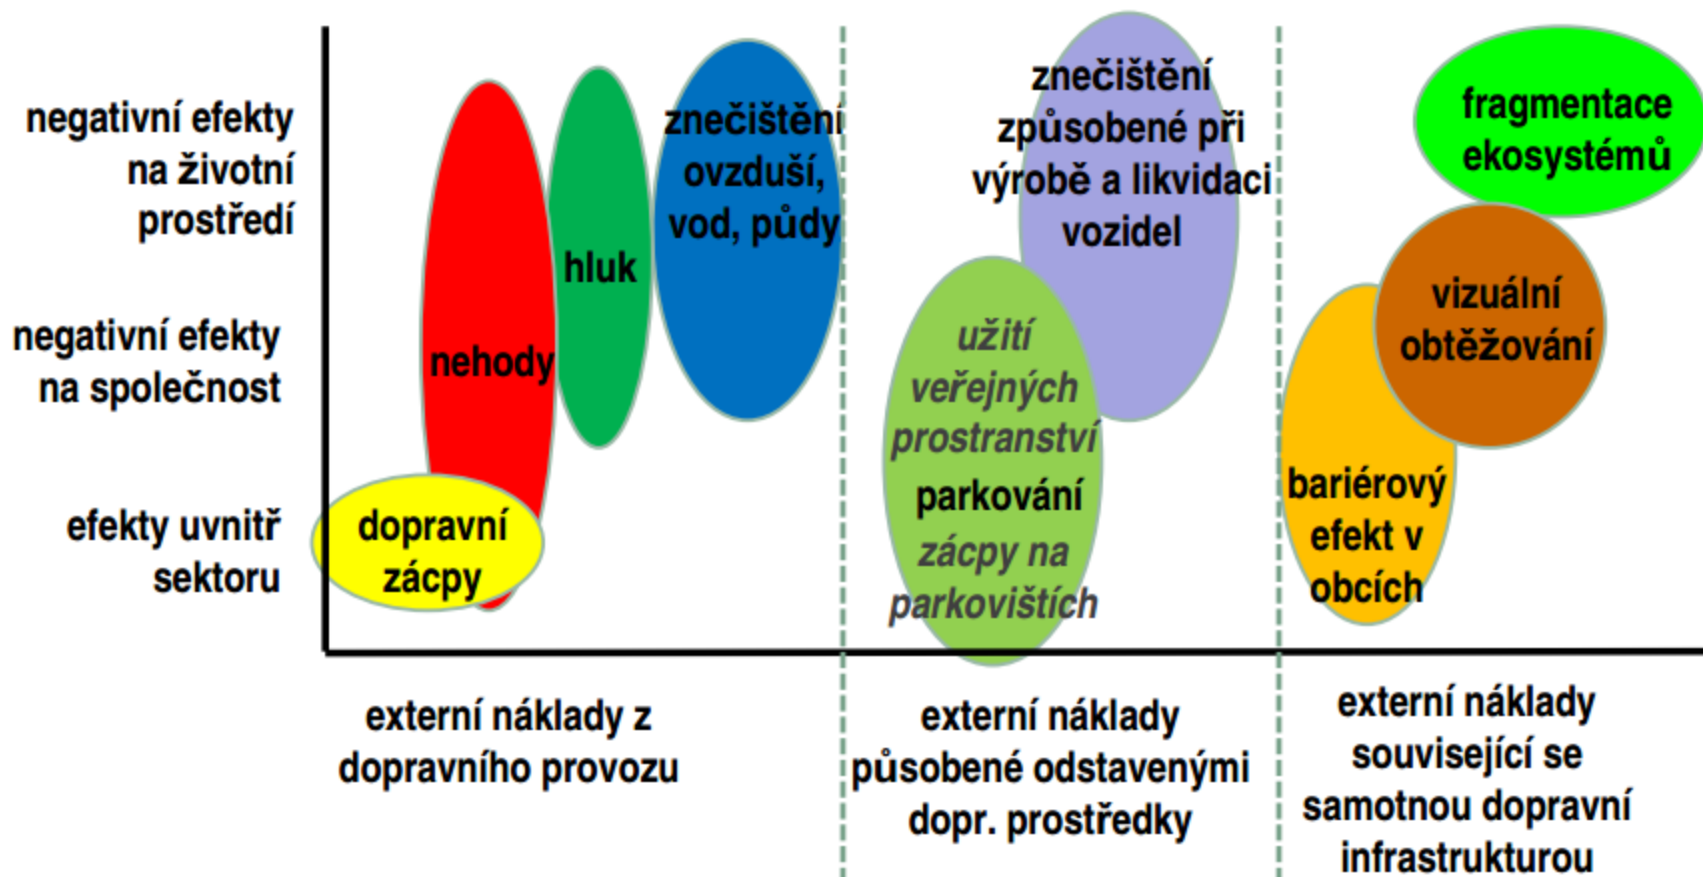 negativní efekty
na životní
prostředí
negativní efekty
na společnost
efekty uvnitř
sektoru
nehody
hluk
znečištění
ovzduší,
vod, půdy
dopravní
zácpy
znečištění
způsobené při
výrobě a likvidaci
vozidel
užití
veřejných
prostranství
parkování
zácpy na
parkovištích
fragmentace
ekosystémů
vizuální
obtěžování
bariérový
efekt v
obcích
externí náklady z
dopravního provozu
externí náklady
působené odstavenými
dopr. prostředky
externí náklady
související se
samotnou dopravní
infrastrukturou